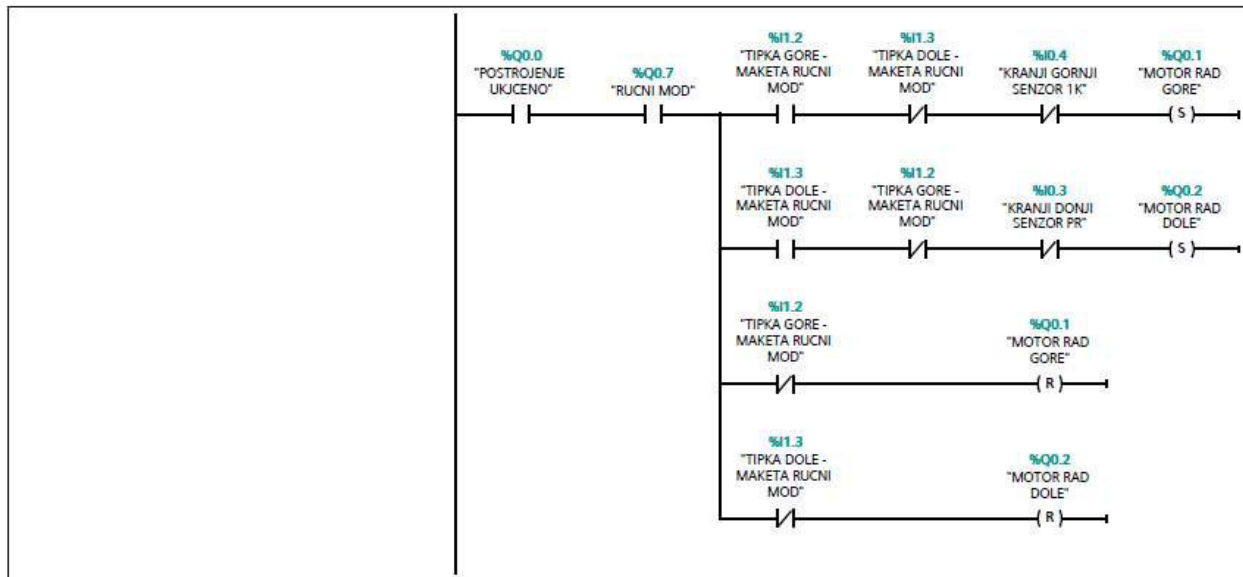 %Q0.0
"POSTROJENJE
UKJCENO"
%Q0.7
"RUCNI MOD"
%I1.2
"TIPKA GORE -
MAKETA RUCNI
MOD"
%I1.3
"TIPKA DOLE -
MAKETA RUCNI
MOD"
%I0.4
"KRANJI GORNJI
SENZOR 1K"
%Q0.1
"MOTOR RAD
GORE"
S
%I1.3
"TIPKA DOLE -
MAKETA RUCNI
MOD"
%I1.2
"TIPKA GORE -
MAKETA RUCNI
MOD"
%I0.3
"KRANJI DONJI
SENZOR PR"
%Q0.2
"MOTOR RAD
DOLE"
S
%I1.2
"TIPKA GORE -
MAKETA RUCNI
MOD"
%Q0.1
"MOTOR RAD
GORE"
R
%I1.3
"TIPKA DOLE -
MAKETA RUCNI
MOD"
%Q0.2
"MOTOR RAD
DOLE"
R